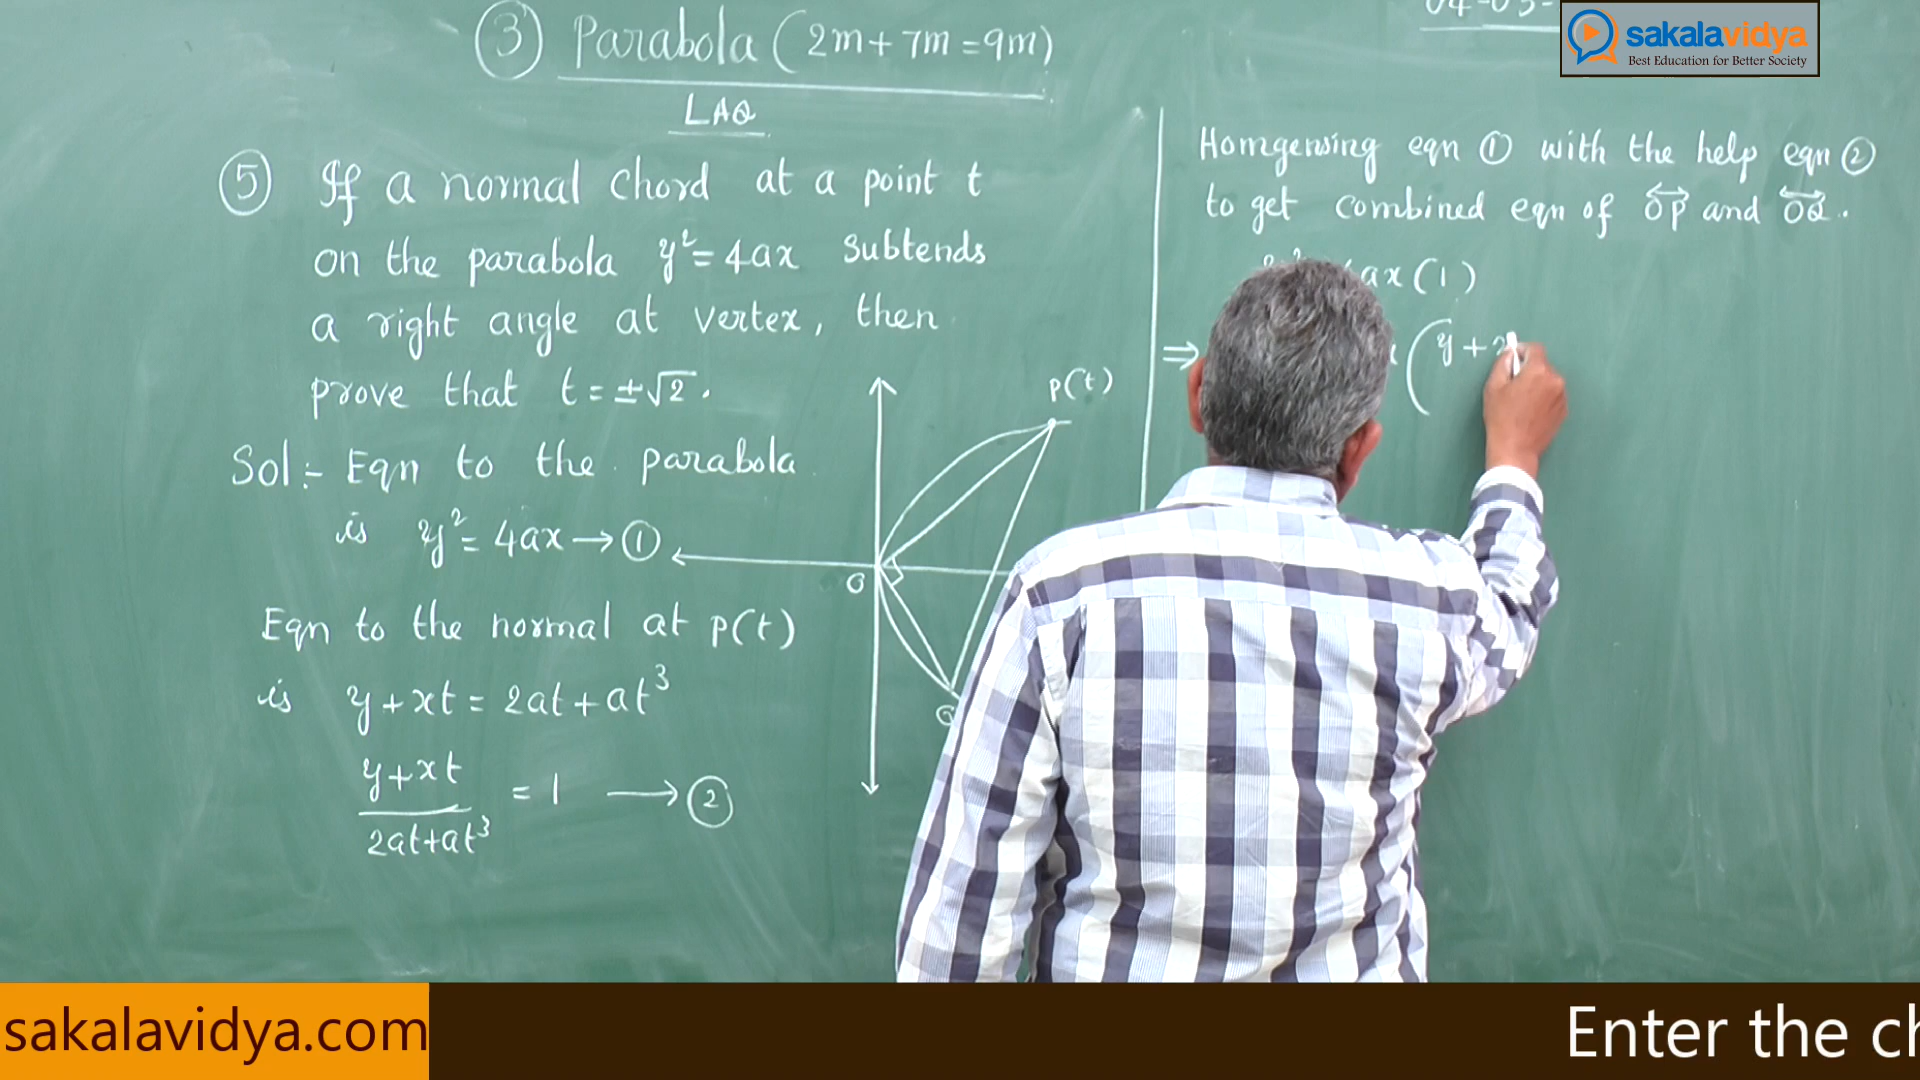 ③ Parabola (2m+7m=9m)
LAQ
⑤ If a normal chord at a point t
on the parabola y²=4ax subtends
a right angle at vertex, then
prove that t=±√2.
Sol:- Eqn to the parabola
is y²=4ax→①
Eqn to the normal at P(t)
is y+xt=2at+at³
y+xt
2at+at³
=1 →②
P(t)
O
Q
Homgensing eqn ① with the help eqn ②
to get combined eqn of OP and OQ.
ax(1)
⇒ (y+
sakalavidya
Best Education for Better Society
sakalavidya.com
Enter the